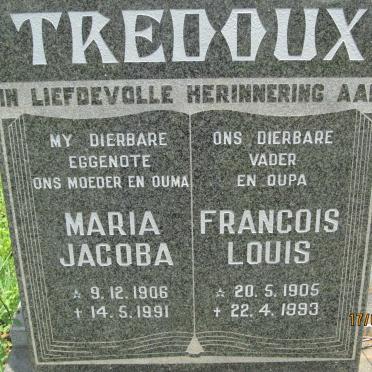 TREDOUX
IN LIEFDEVOLLE HERINNERING AAN
MY DIERBARE
EGGENOTE
ONS MOEDER EN OUMA
MARIA
JACOBA
☆ 9.12.1906
✝ 14.5.1991
ONS DIERBARE
VADER
EN OUPA
FRANCOIS
LOUIS
☆ 20.5.1905
✝ 22.4.1993